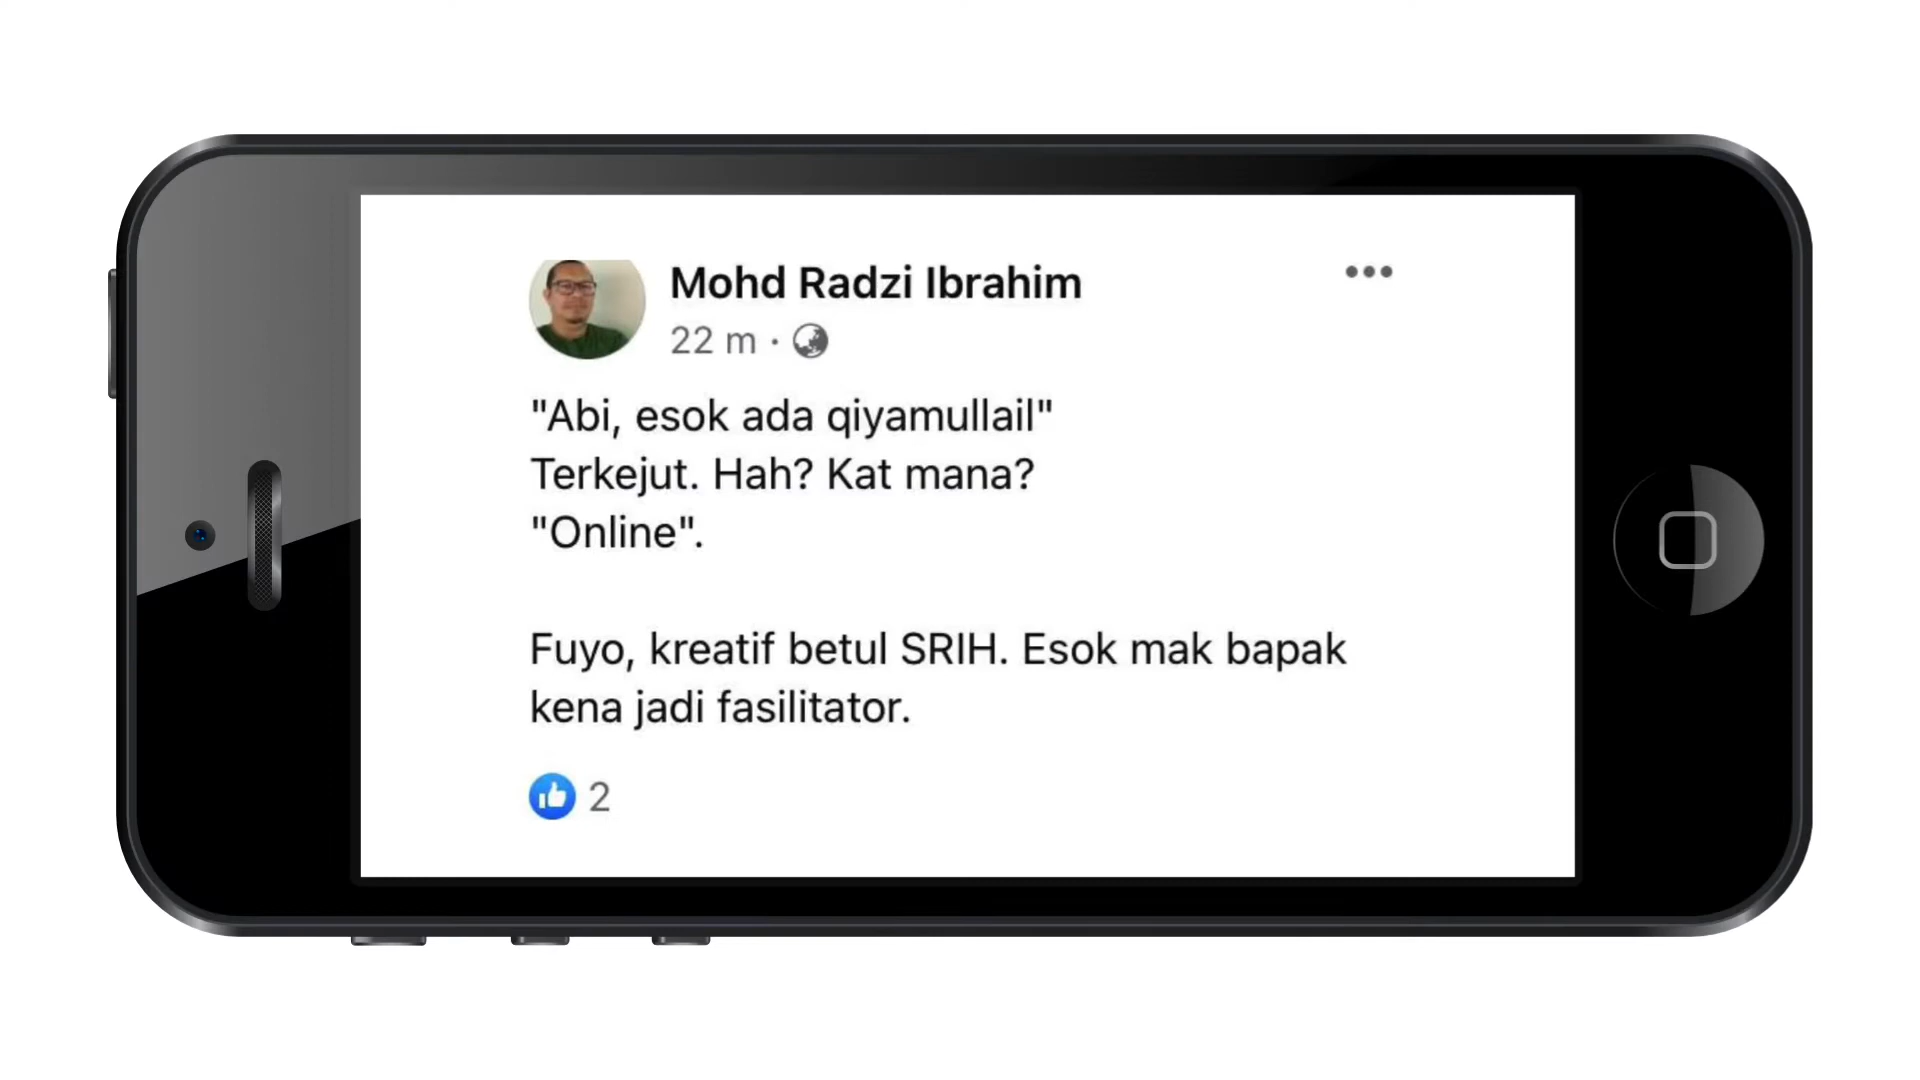 Mohd Radzi Ibrahim
22 m ·
"Abi, esok ada qiyamullail"
Terkejut. Hah? Kat mana?
"Online".
Fuyo, kreatif betul SRIH. Esok mak bapak
kena jadi fasilitator.
2